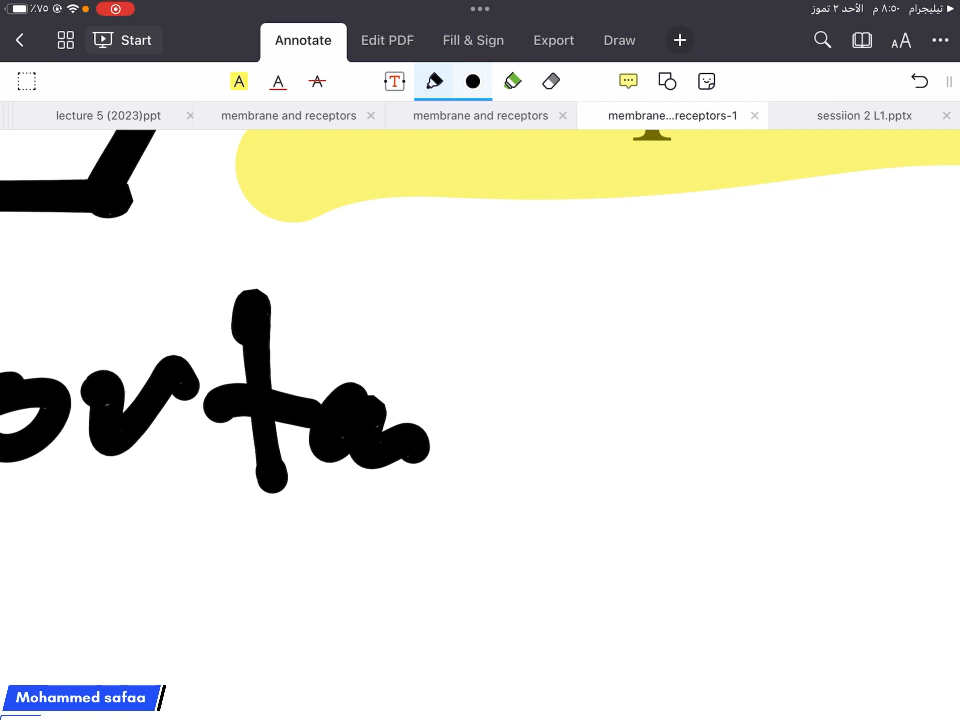 ٪٧٥ تيليجرام ٨:٥٠ م الأحد ٢ تموز
Start Annotate Edit PDF Fill & Sign Export Draw
A A A T AA
lecture 5 (2023)ppt membrane and receptors membrane and receptors membrane...receptors-1 sessiion 2 L1.pptx
orta
Mohammed safaa